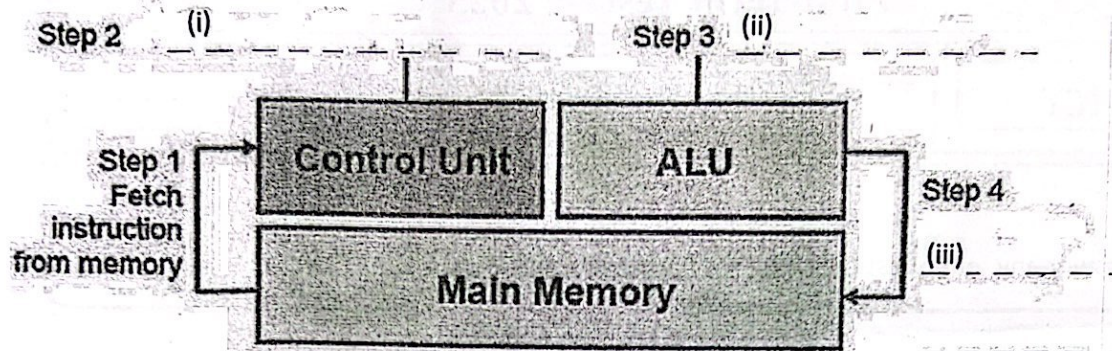 Step 2 (i)
Step 3 (ii)
Control Unit
ALU
Step 1
Fetch
instruction
from memory
Step 4
(iii)
Main Memory